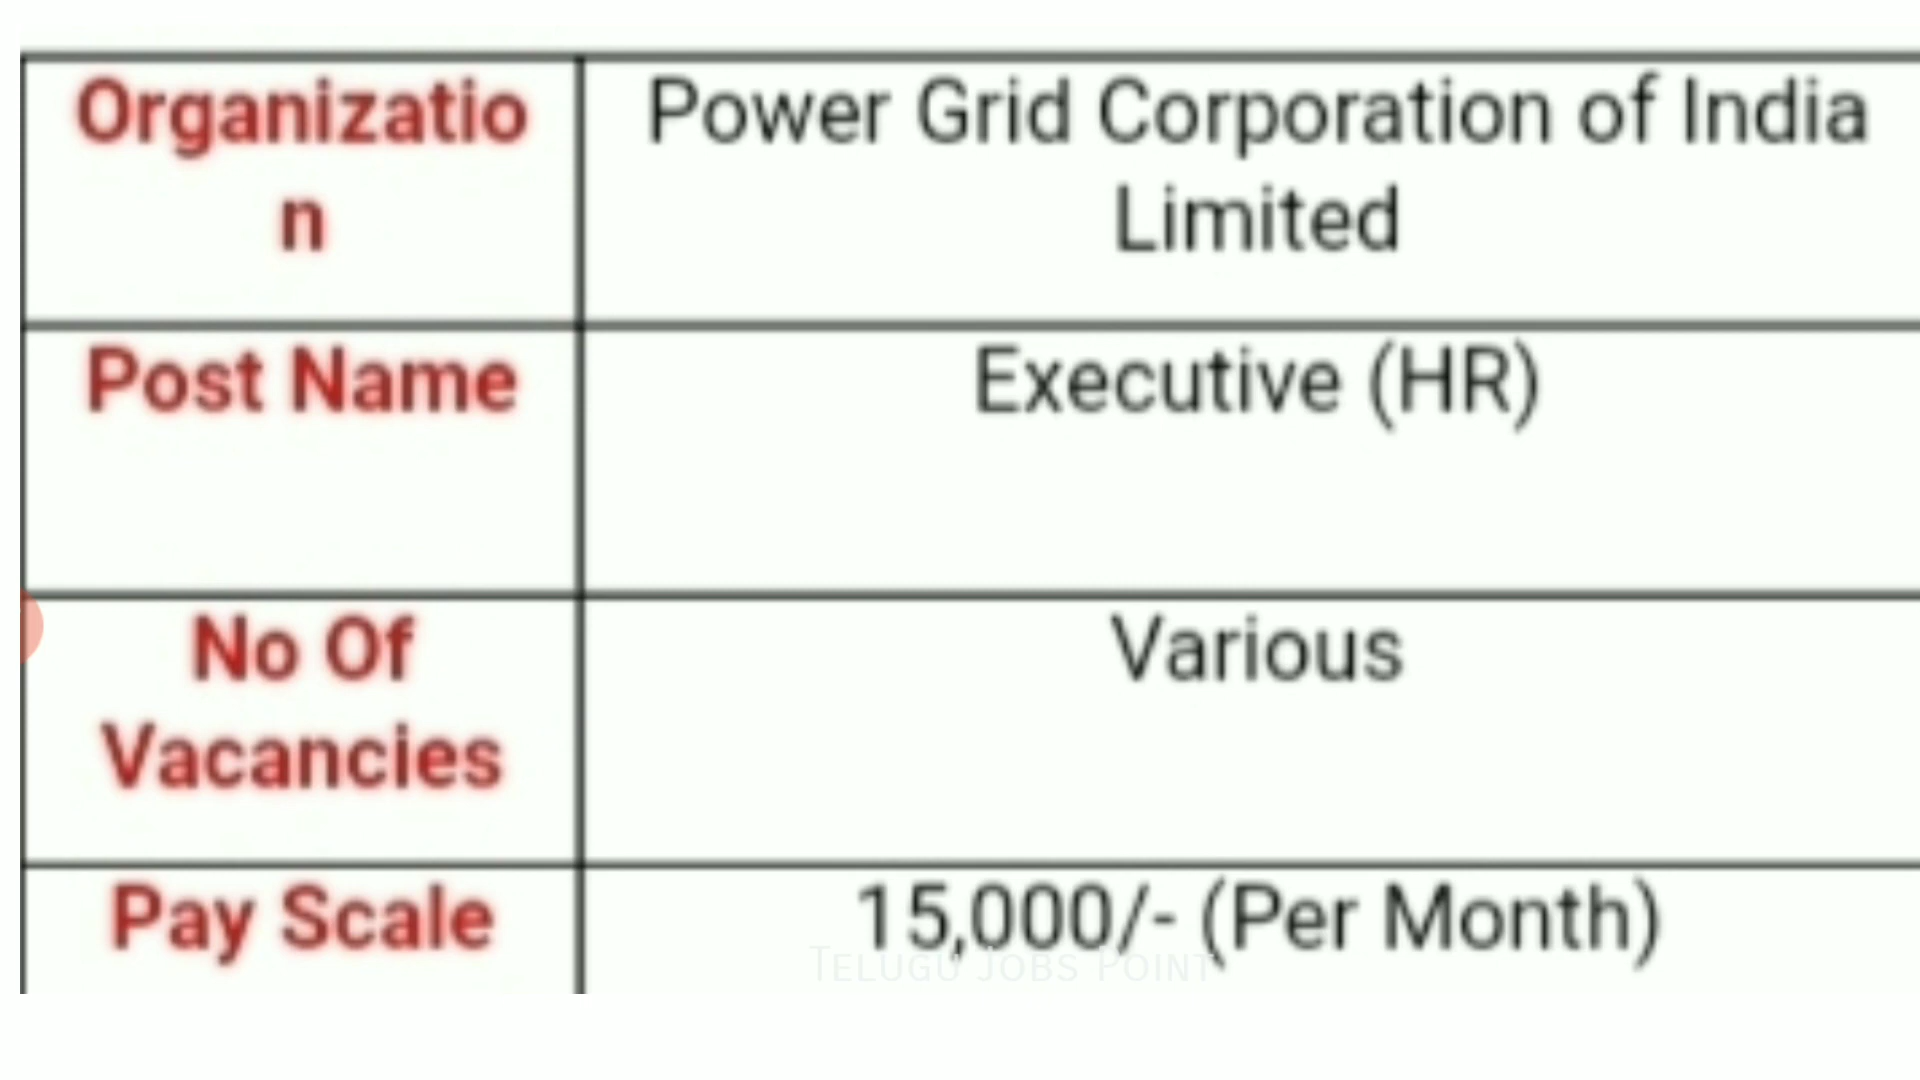 Organizatio
n
Power Grid Corporation of India
Limited
Post Name
Executive (HR)
No Of
Vacancies
Various
Pay Scale
15,000/- (Per Month)
TELUGU JOBS POINT